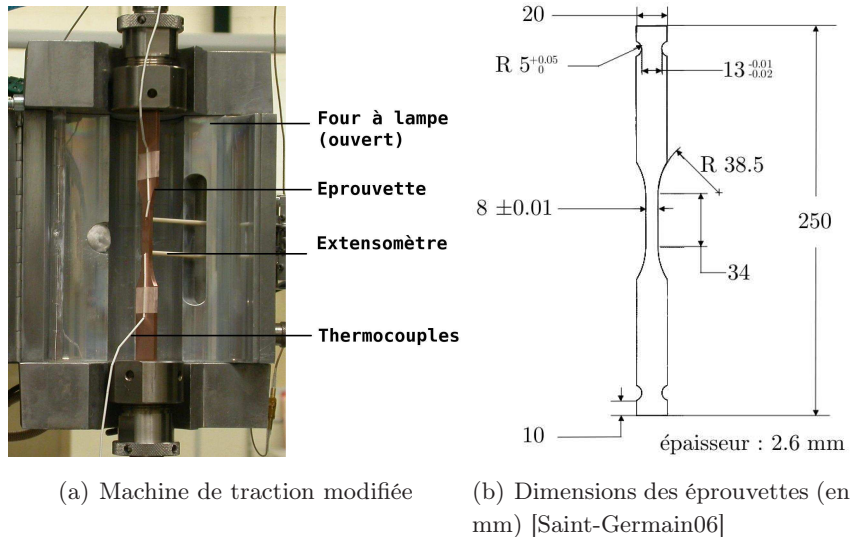 Four à lampe
(ouvert)
Eprouvette
Extensomètre
Thermocouples
20
R 5 +0.05 0
13 -0.01 -0.02
R 38.5
8 ±0.01
250
34
10
épaisseur : 2.6 mm
(a) Machine de traction modifiée
(b) Dimensions des éprouvettes (en
mm) [Saint-Germain06]